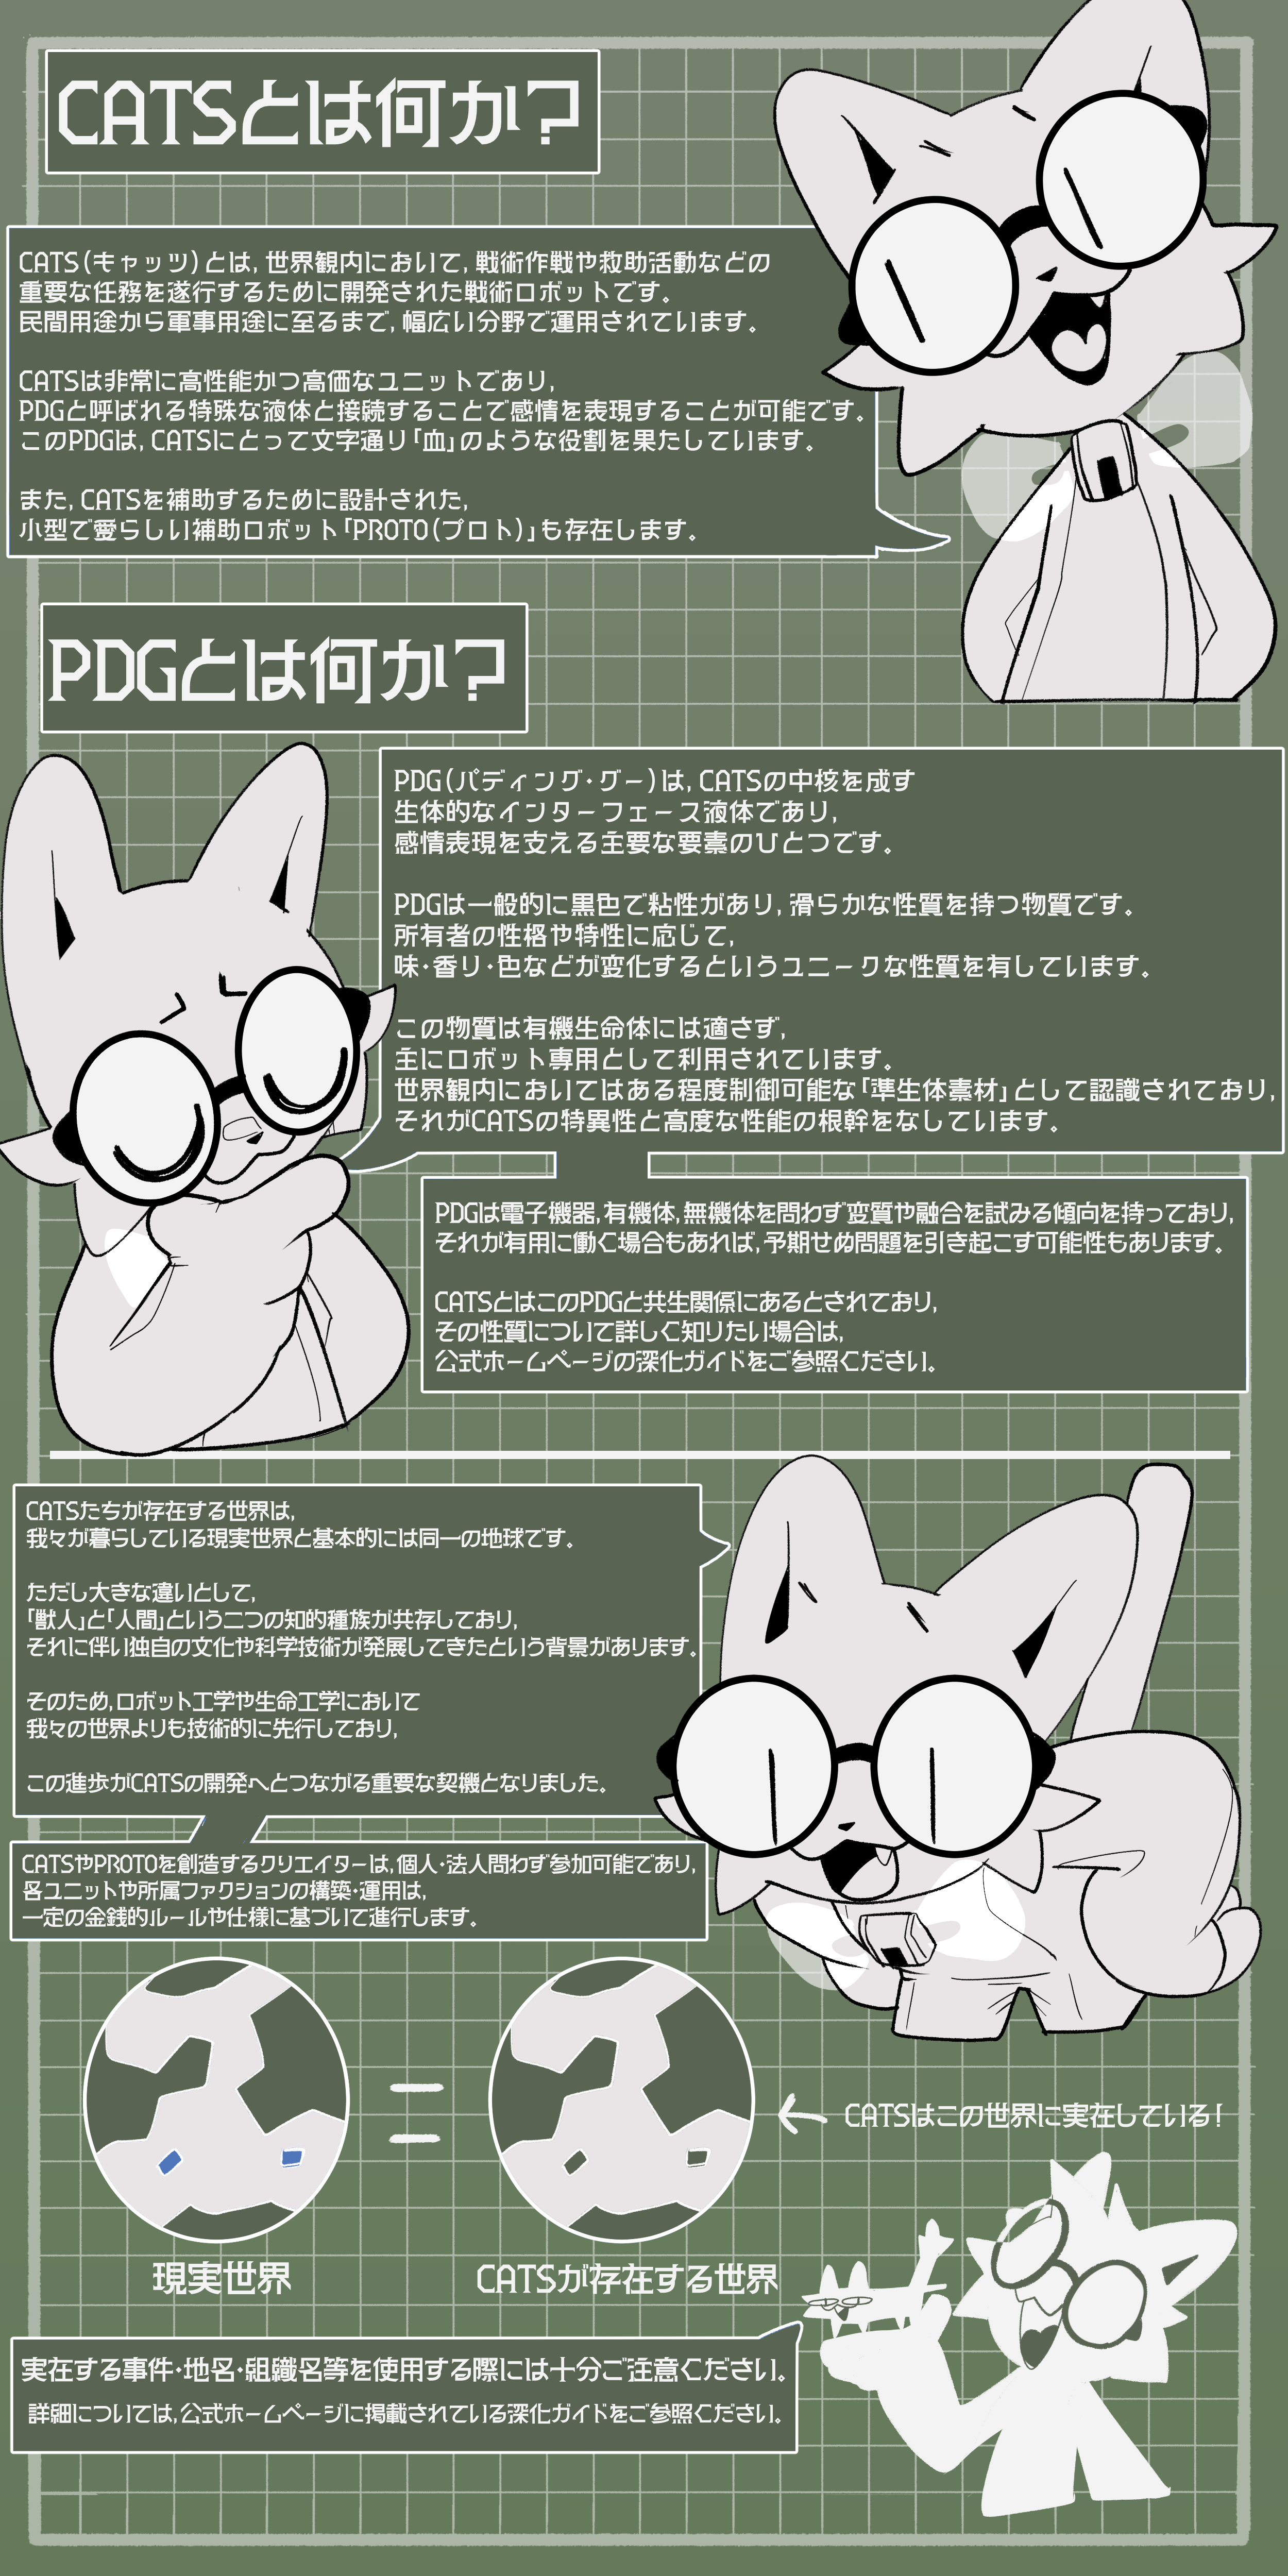 CATSとは何か?
CATS(キャッツ)とは,世界観内において,戦術作戦や救助活動などの
重要な任務を遂行するために開発された戦術ロボットです。
民間用途から軍事用途に至るまで,幅広い分野で運用されています。
CATSは非常に高性能かつ高価なユニットであり,
PDGと呼ばれる特殊な液体と接続することで感情を表現することが可能です。
このPDGは,CATSにとって文字通り「血」のような役割を果たしています。
また,CATSを補助するために設計された,
小型で愛らしい補助ロボット「PROTO(プロト)」も存在します。
PDGとは何か?
PDG(パディング・グー)は,CATSの中核を成す
生体的なインターフェース液体であり,
感情表現を支える主要な要素のひとつです。
PDGは一般的に黒色で粘性があり,滑らかな性質を持つ物質です。
所有者の性格や特性に応じて,
味・香り・色などが変化するというユニークな性質を有しています。
この物質は有機生命体には適さず,
主にロボット専用として利用されています。
世界観内においてはある程度制御可能な「準生体素材」として認識されており,
それがCATSの特異性と高度な性能の根幹をなしています。
PDGは電子機器,有機体,無機体を問わず変質や融合を試みる傾向を持っており,
それが有用に働く場合もあれば,予期せぬ問題を引き起こす可能性もあります。
CATSとはこのPDGと共生関係にあるとされており,
その性質について詳しく知りたい場合は,
公式ホームページの深化ガイドをご参照ください。
CATSたちが存在する世界は,
我々が暮らしている現実世界と基本的には同一の地球です。
ただし大きな違いとして,
「獣人」と「人間」という二つの知的種族が共存しており,
それに伴い独自の文化や科学技術が発展してきたという背景があります。
そのため,ロボット工学や生命工学において
我々の世界よりも技術的に先行しており,
この進歩がCATSの開発へとつながる重要な契機となりました。
CATSやPROTOを創造するクリエイターは,個人・法人問わず参加可能であり,
各ユニットや所属ファクションの構築・運用は,
一定の金銭的ルールや仕様に基づいて進行します。
=
← CATSはこの世界に実在している!
現実世界
CATSが存在する世界
実在する事件・地名・組織名等を使用する際には十分ご注意ください。
詳細については,公式ホームページに掲載されている深化ガイドをご参照ください。